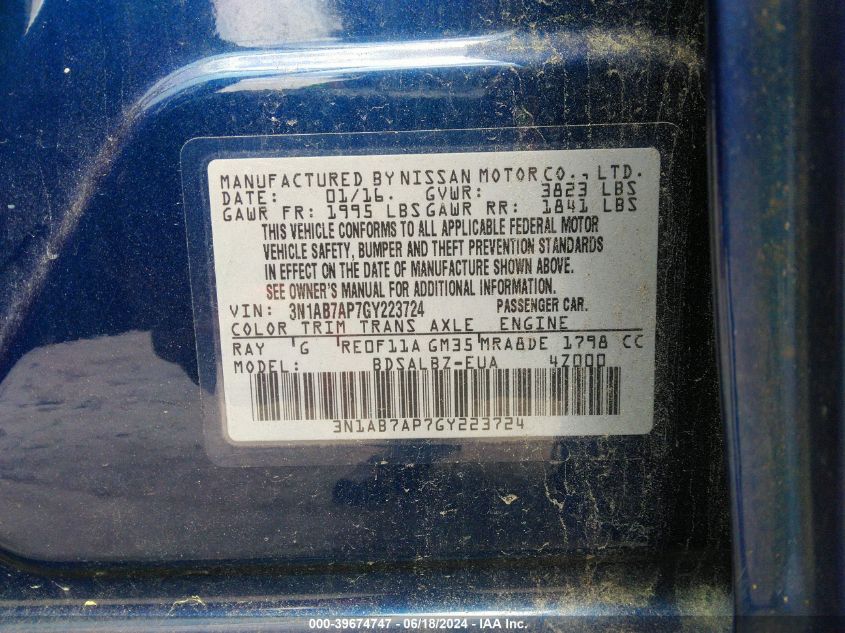 MANUFACTURED BY NISSAN MOTOR CO., LTD.
DATE: 01/16. GVWR: 3823 LBS
GAWR FR: 1995 LBS GAWR RR: 1841 LBS
THIS VEHICLE CONFORMS TO ALL APPLICABLE FEDERAL MOTOR
VEHICLE SAFETY, BUMPER AND THEFT PREVENTION STANDARDS
IN EFFECT ON THE DATE OF MANUFACTURE SHOWN ABOVE.
SEE OWNER'S MANUAL FOR ADDITIONAL INFORMATION.
VIN: 3N1AB7AP7GY223724 PASSENGER CAR.
COLOR TRIM TRANS AXLE ENGINE
RAY 'G RE0F11A GM35'MRA8DE 1798 CC
MODEL: BDSALBZ-EUA 4Z000
3N1AB7AP7GY223724
000-39674747 - 06/18/2024 - IAA Inc.